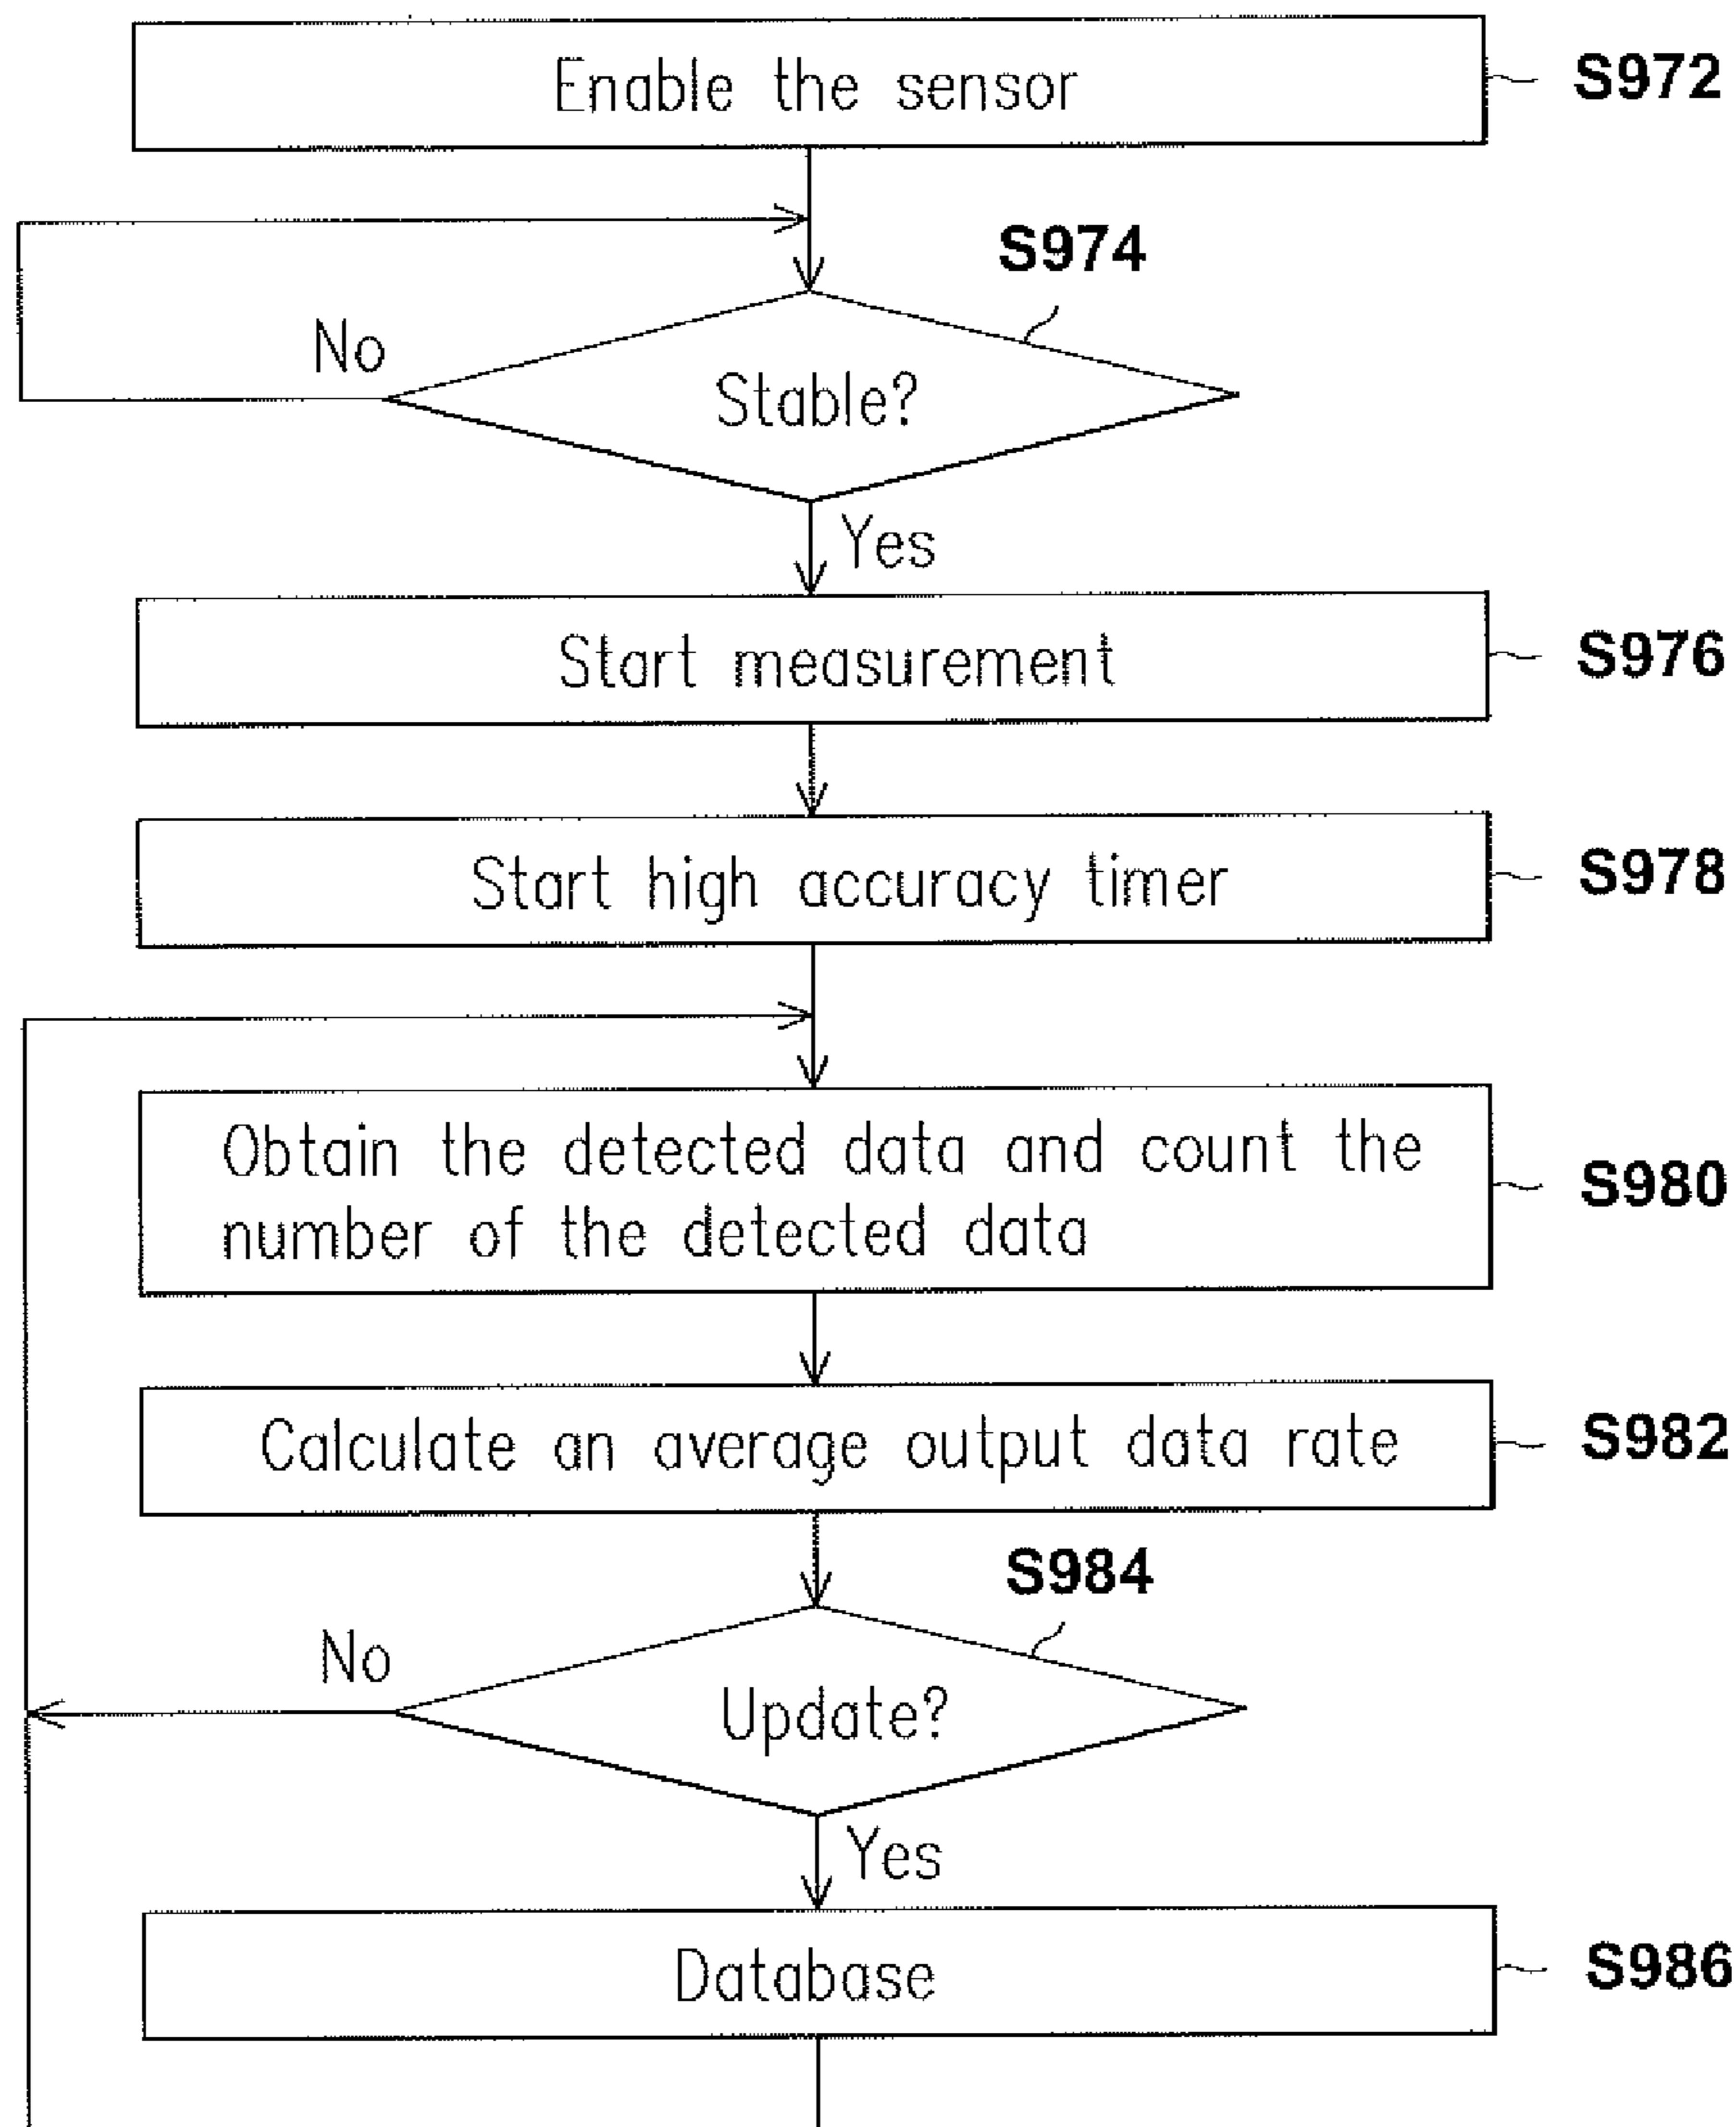 Enable the sensor
S972
S974
No
Stable?
Yes
Start measurement
S976
Start high accuracy timer
S978
Obtain the detected data and count the
number of the detected data
S980
Calculate an average output data rate
S982
S984
No
Update?
Yes
Database
S986